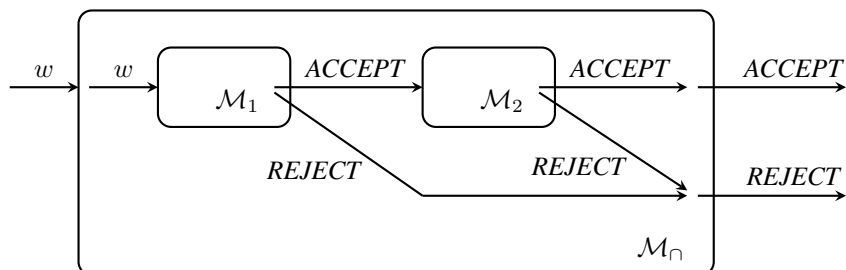 w w ACCEPT ACCEPT ACCEPT
ℳ₁ ℳ₂
REJECT REJECT REJECT
ℳ∩